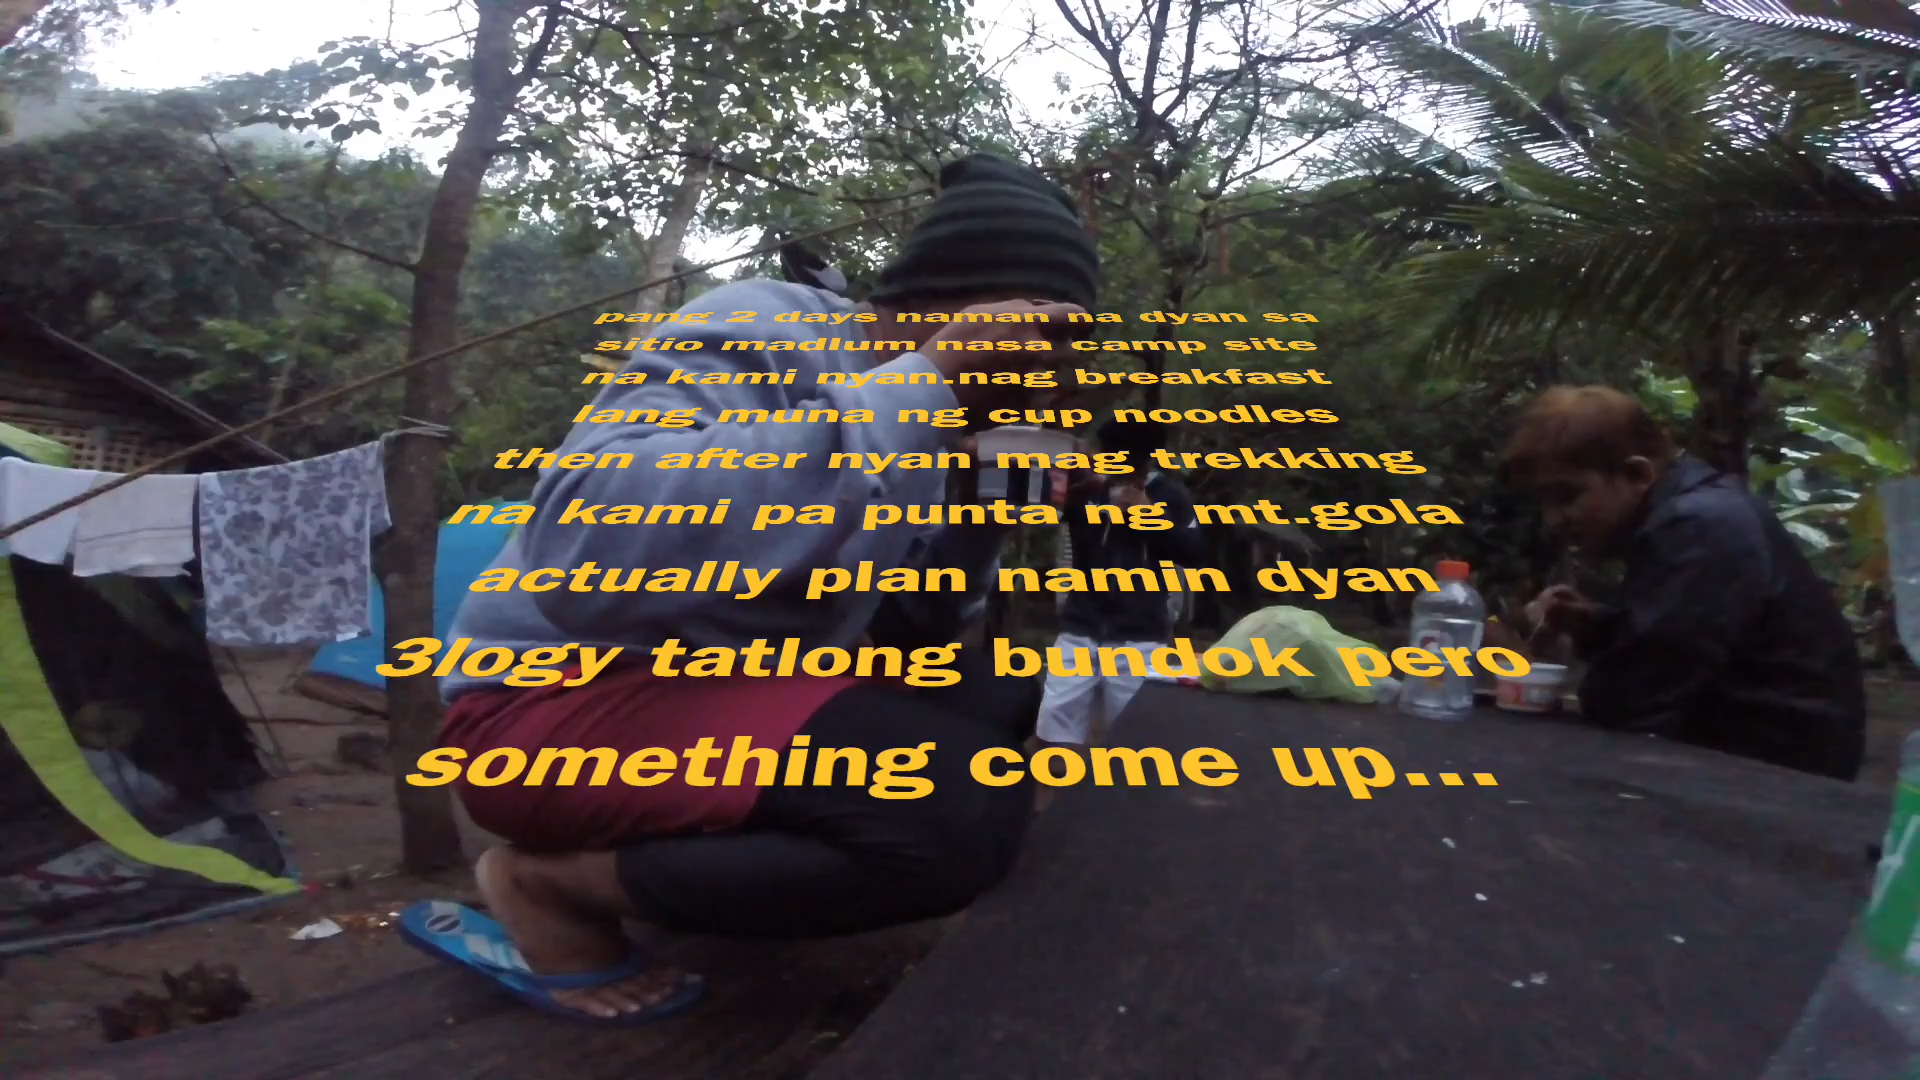 pang 2 days naman na dyan sa
sitio madlum nasa camp site
na kami nyan.nag breakfast
lang muna ng cup noodles
then after nyan mag trekking
na kami pa punta ng mt.gola
actually plan namin dyan
3logy tatlong bundok pero
something come up...